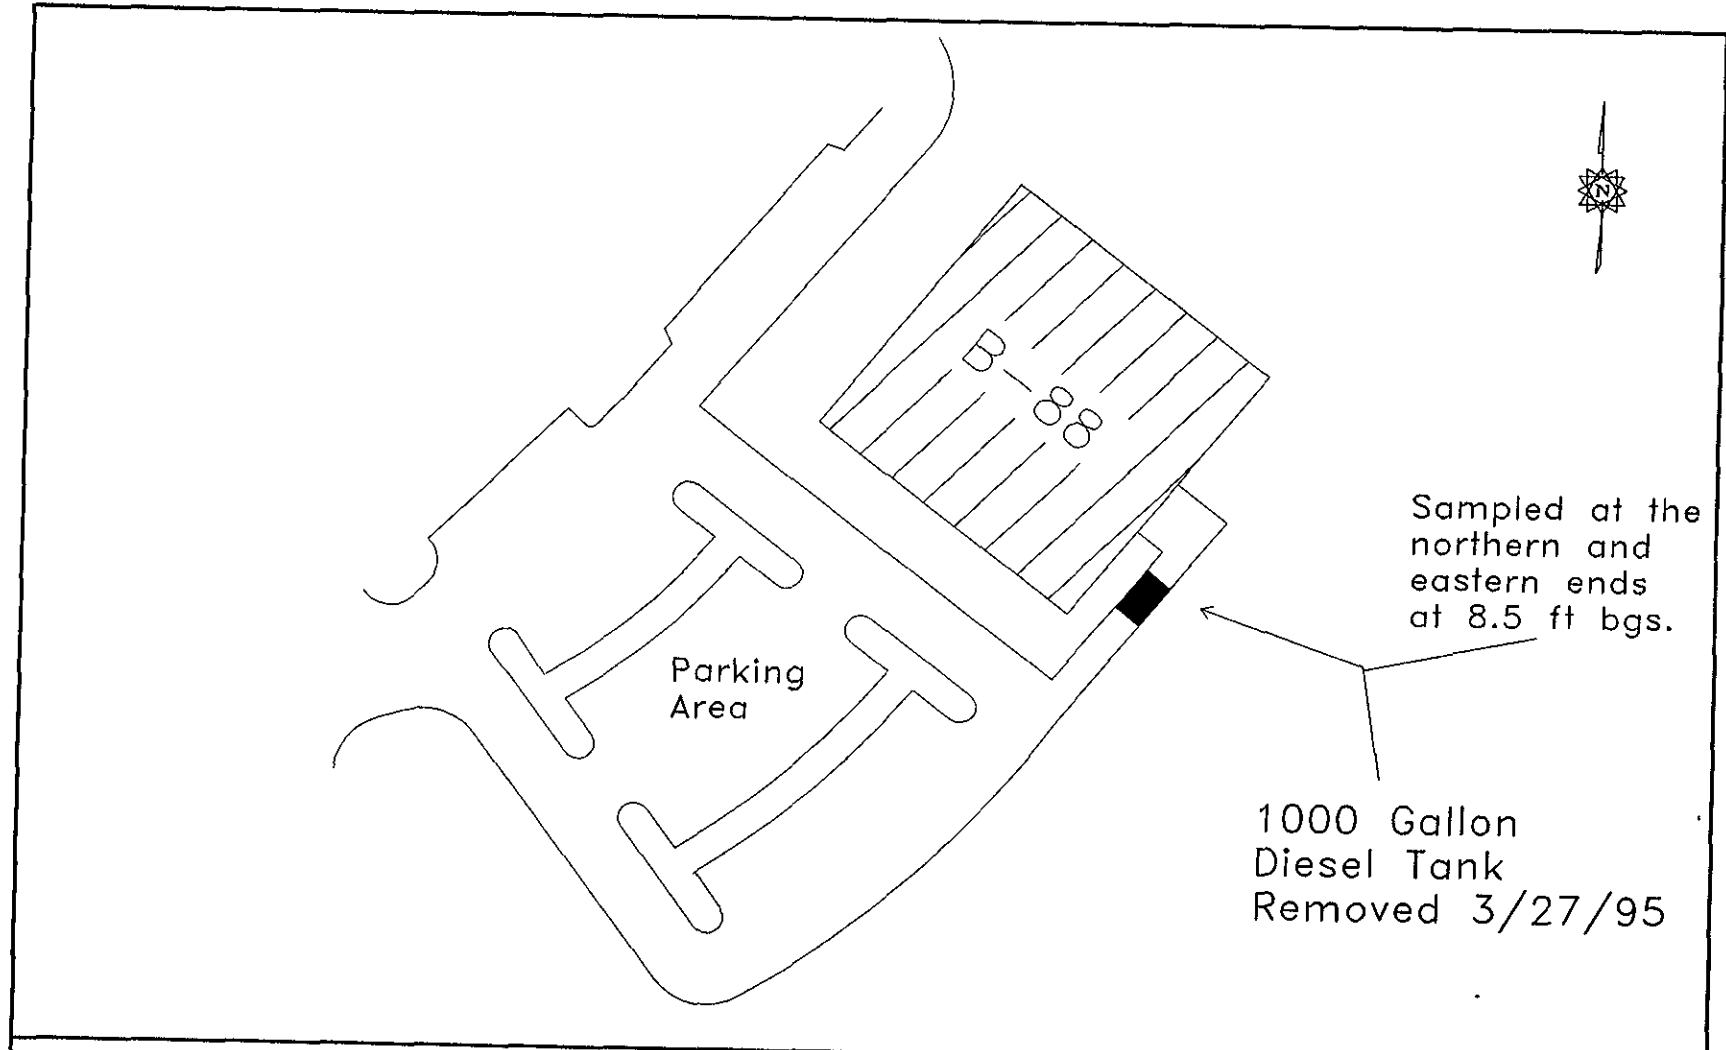 N
B-88
Sampled at the
northern and
eastern ends
at 8.5 ft bgs.
Parking
Area
1000 Gallon
Diesel Tank
Removed 3/27/95